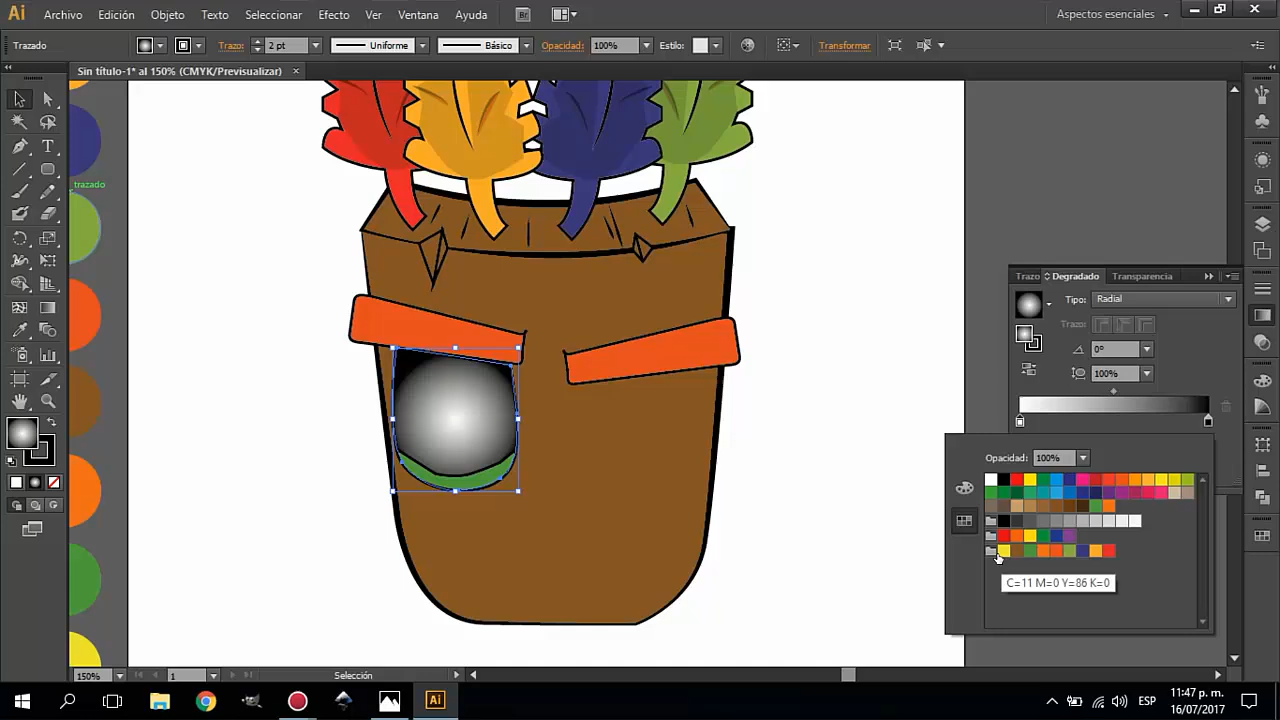 Ai Archivo Edición Objeto Texto Seleccionar Efecto Ver Ventana Ayuda Br Aspectos esenciales
Trazado Trazo: 2 pt Uniforme Básico Opacidad: 100% Estilo: Transformar
Sin título-1* al 150% (CMYK/Previsualizar) ×
trazado
Trazo Degradado Transparencia
Tipo: Radial
Trazo:
0°
100%
Opacidad: 100%
C=11 M=0 Y=86 K=0
150% 1 Selección
Ai ESP 11:47 p. m.
16/07/2017